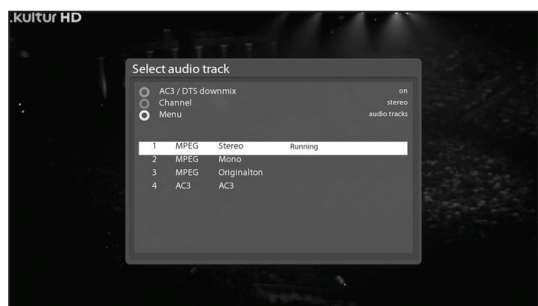 .kultur HD
Select audio track
AC3 / DTS downmix on
Channel stereo
Menu audio tracks
1 MPEG Stereo Running
2 MPEG Mono
3 MPEG Originalton
4 AC3 AC3